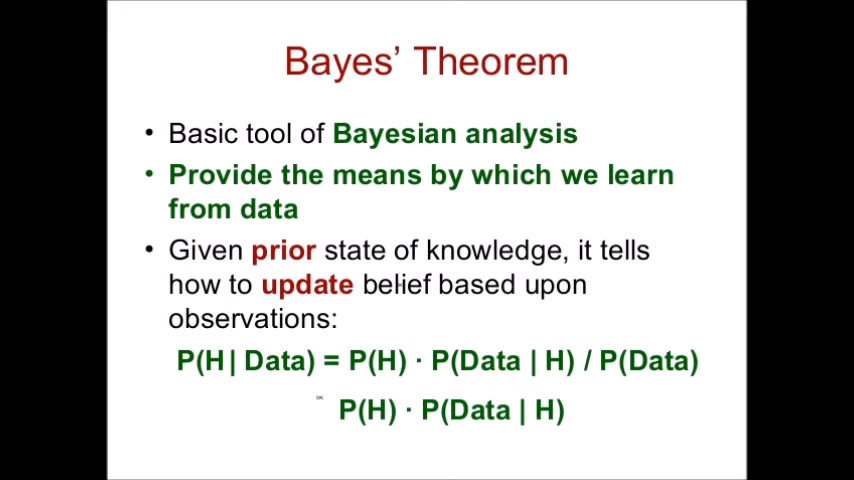 Bayes’ Theorem
• Basic tool of Bayesian analysis
• Provide the means by which we learn
from data
• Given prior state of knowledge, it tells
how to update belief based upon
observations:
P(H | Data) = P(H) · P(Data | H) / P(Data)
∝ P(H) · P(Data | H)